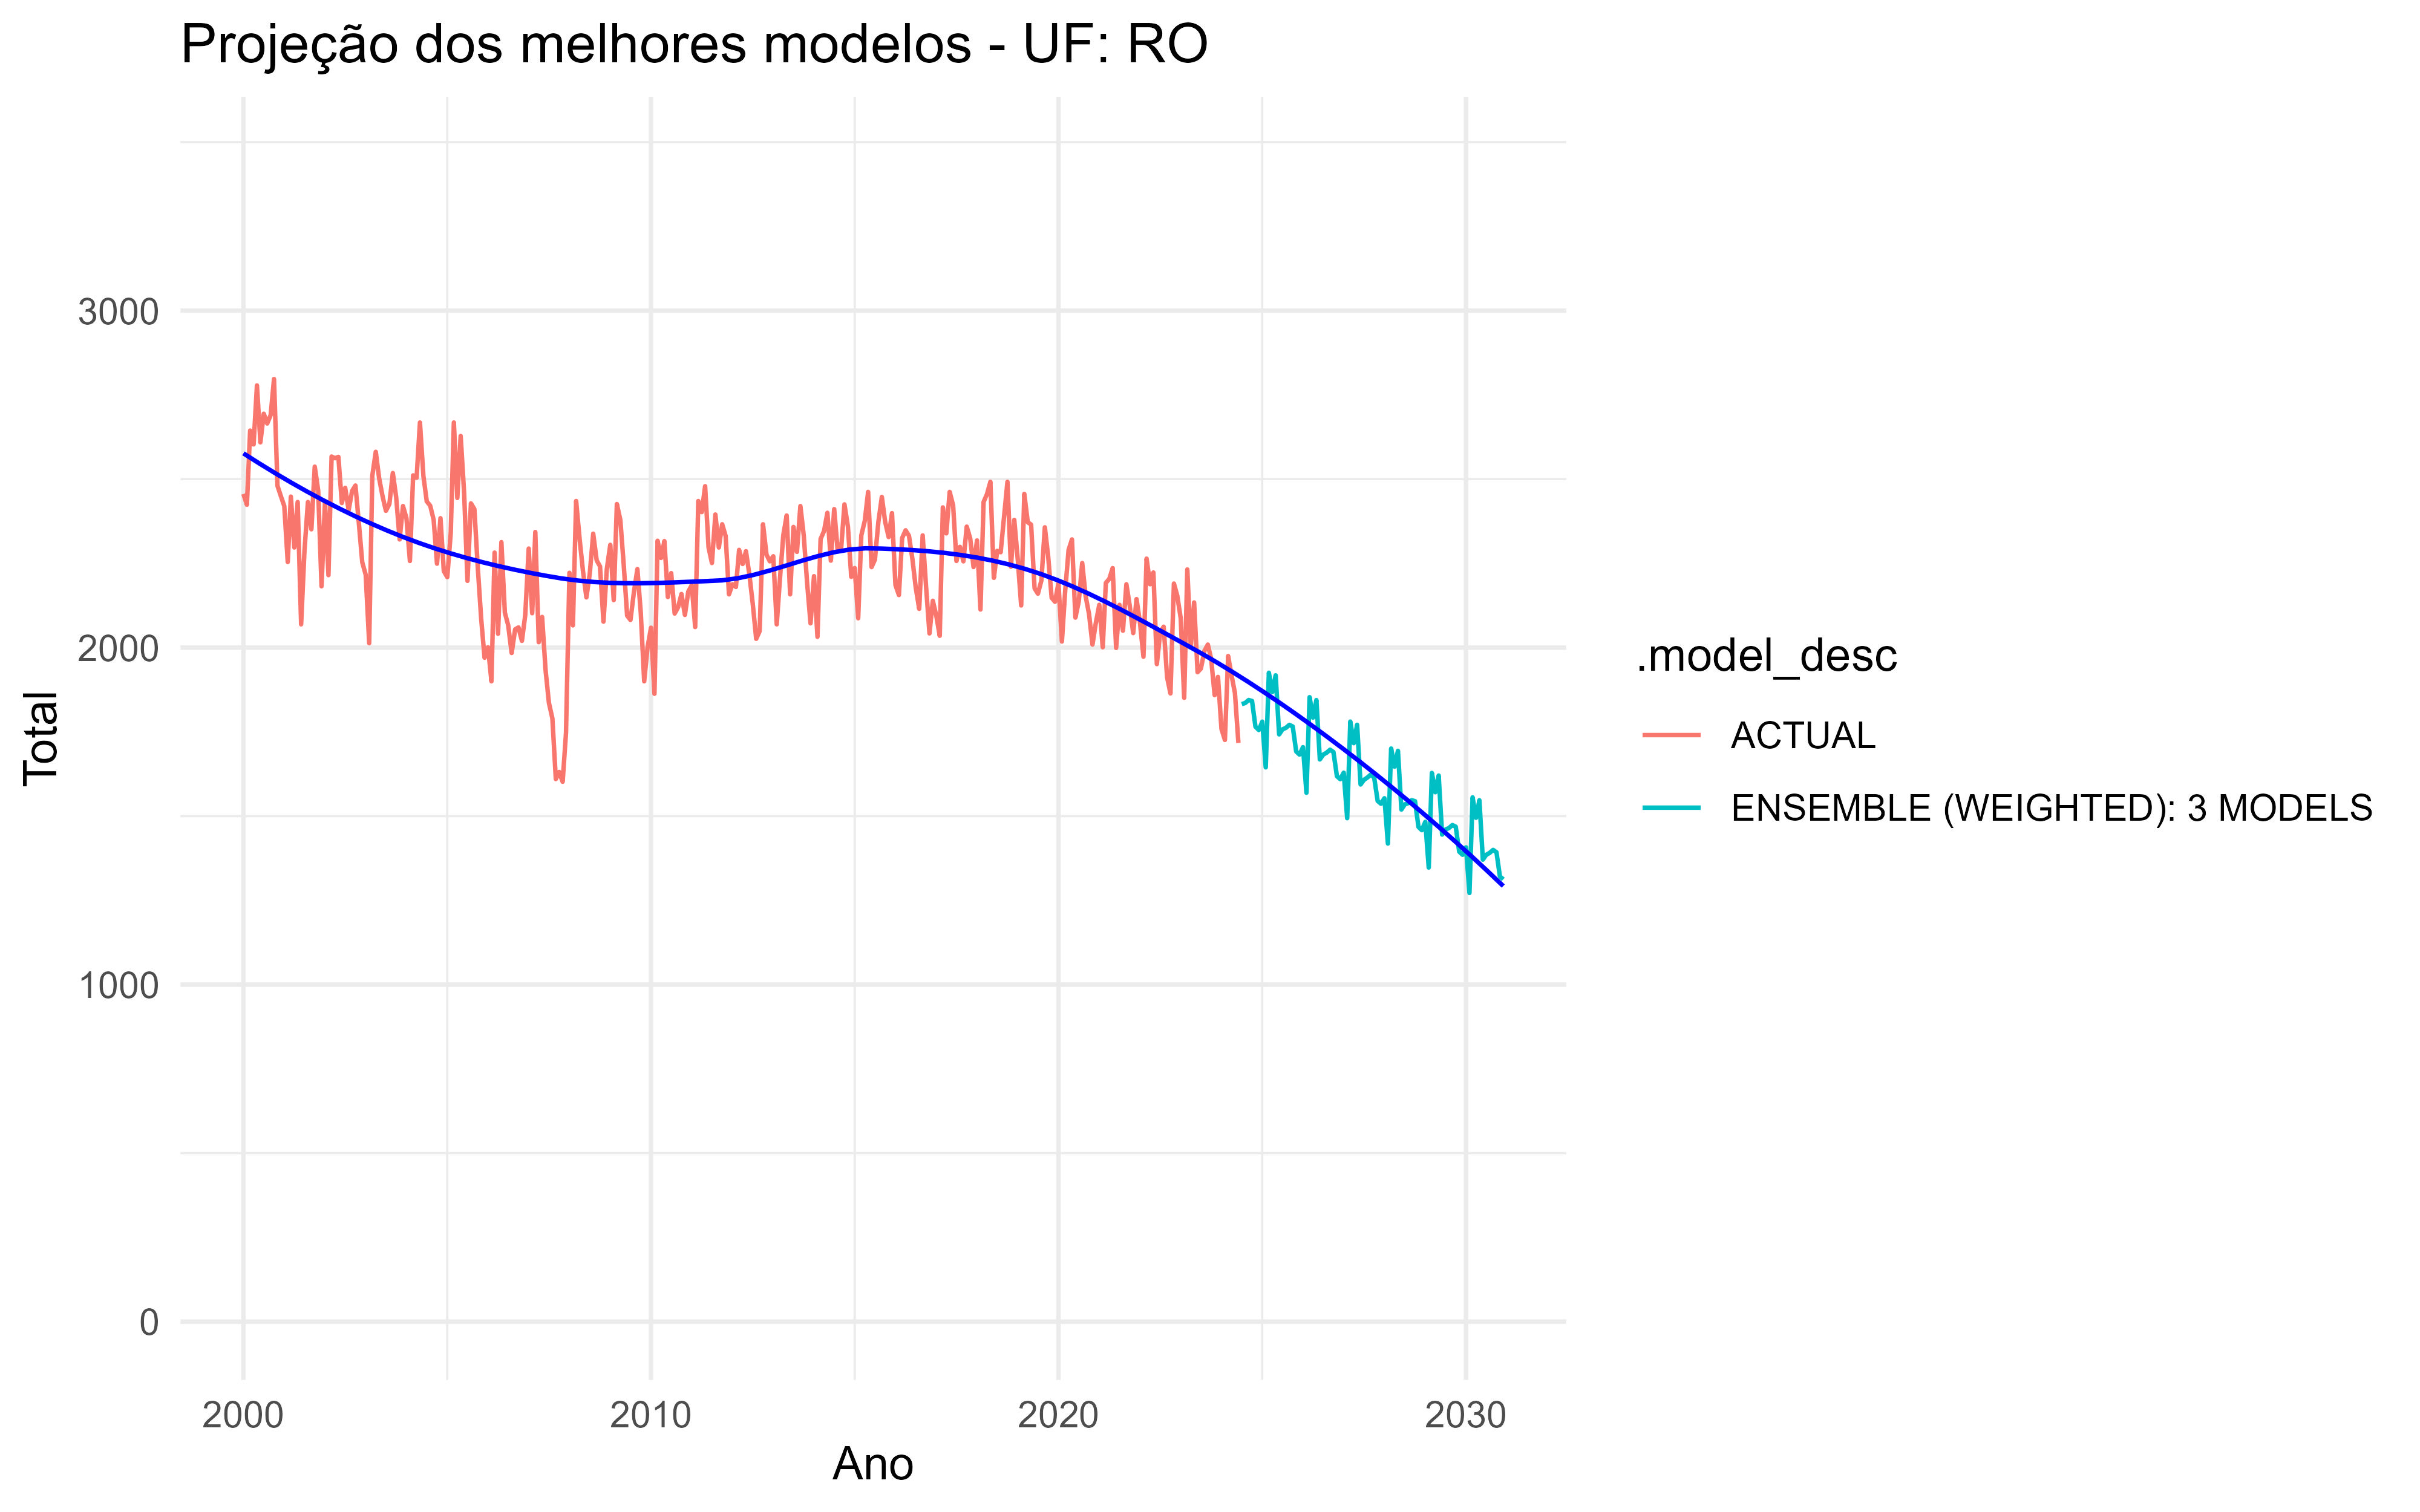 Projeção dos melhores modelos - UF: RO
Total
3000
2000
1000
0
2000
2010
2020
2030
Ano
.model_desc
ACTUAL
ENSEMBLE (WEIGHTED): 3 MODELS